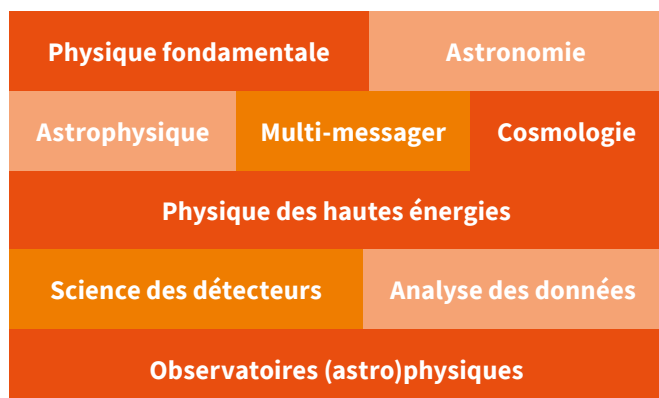 Physique fondamentale Astronomie
Astrophysique Multi-messager Cosmologie
Physique des hautes énergies
Science des détecteurs Analyse des données
Observatoires (astro)physiques